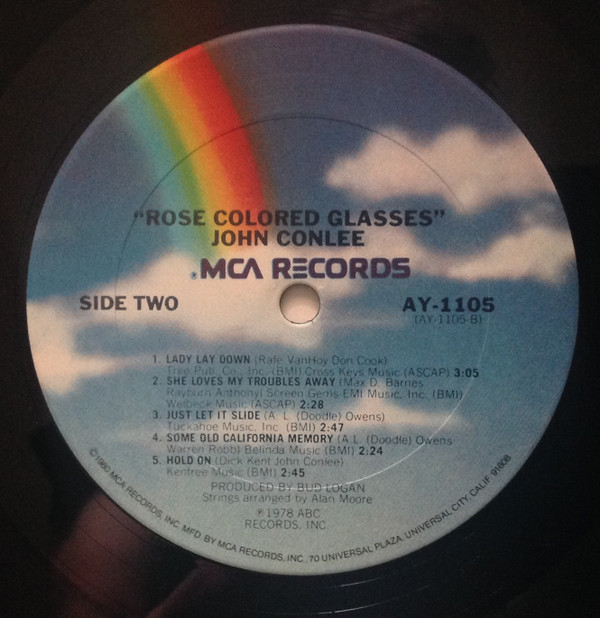 "ROSE COLORED GLASSES"
JOHN CONLEE
MCA RECORDS
SIDE TWO
AY-1105
(AY-1105-B)
1. LADY LAY DOWN (Rafe VanHoy Don Cook)
Tree Pub. Co., Inc. (BMI) Cross Keys Music (ASCAP) 3:05
2. SHE LOVES MY TROUBLES AWAY (Max D. Barnes
Rayburn Anthony) Screen Gems-EMI Music, Inc. (BMI)
Welbeck Music (ASCAP) 2:28
3. JUST LET IT SLIDE (A. L. (Doodle) Owens)
Tuckahoe Music, Inc. (BMI) 2:47
4. SOME OLD CALIFORNIA MEMORY (A. L. (Doodle) Owens
Warren Robb) Belinda Music (BMI) 2:24
5. HOLD ON (Dick Kent John Conlee)
Kentree Music (BMI) 2:45
PRODUCED BY BUD LOGAN
Strings arranged by Alan Moore
℗ 1978 ABC
RECORDS, INC
©1980 MCA RECORDS, INC. MFD. BY MCA RECORDS, INC. 70 UNIVERSAL PLAZA, UNIVERSAL CITY, CALIF. 91608